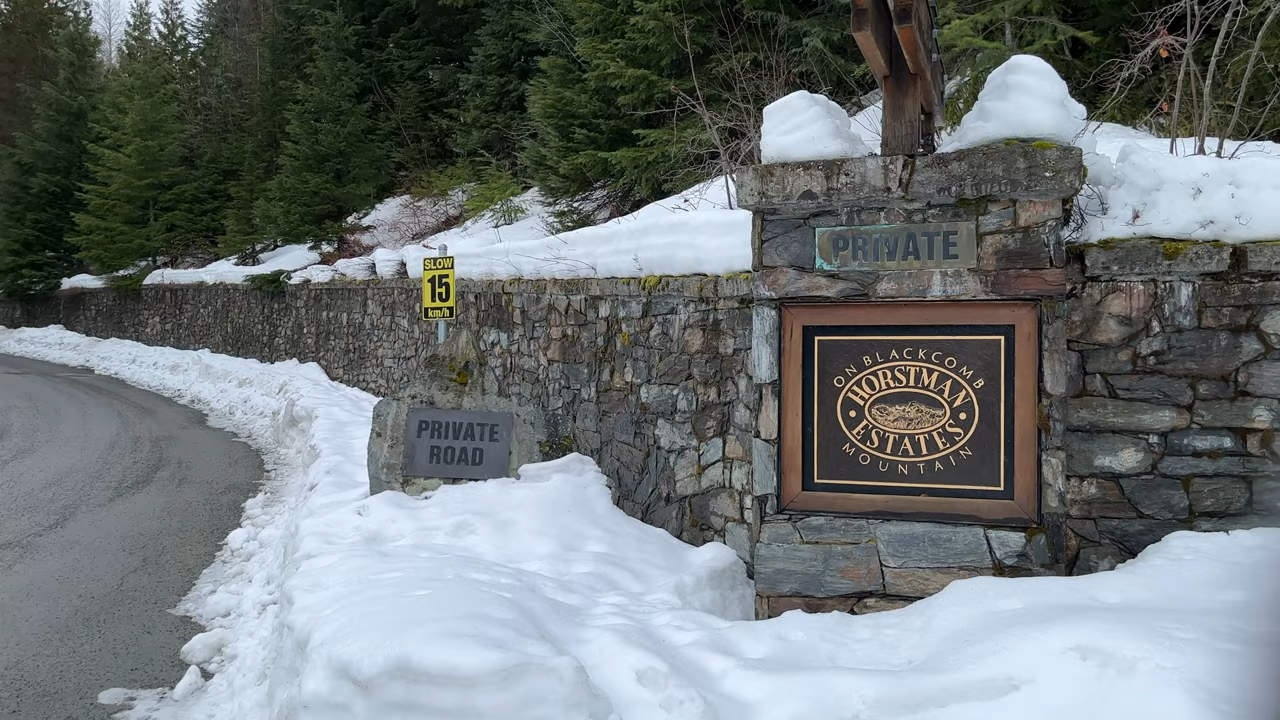 SLOW
15
km/h
PRIVATE
ROAD
PRIVATE
ON BLACKCOMB
HORSTMAN
ESTATES
MOUNTAIN